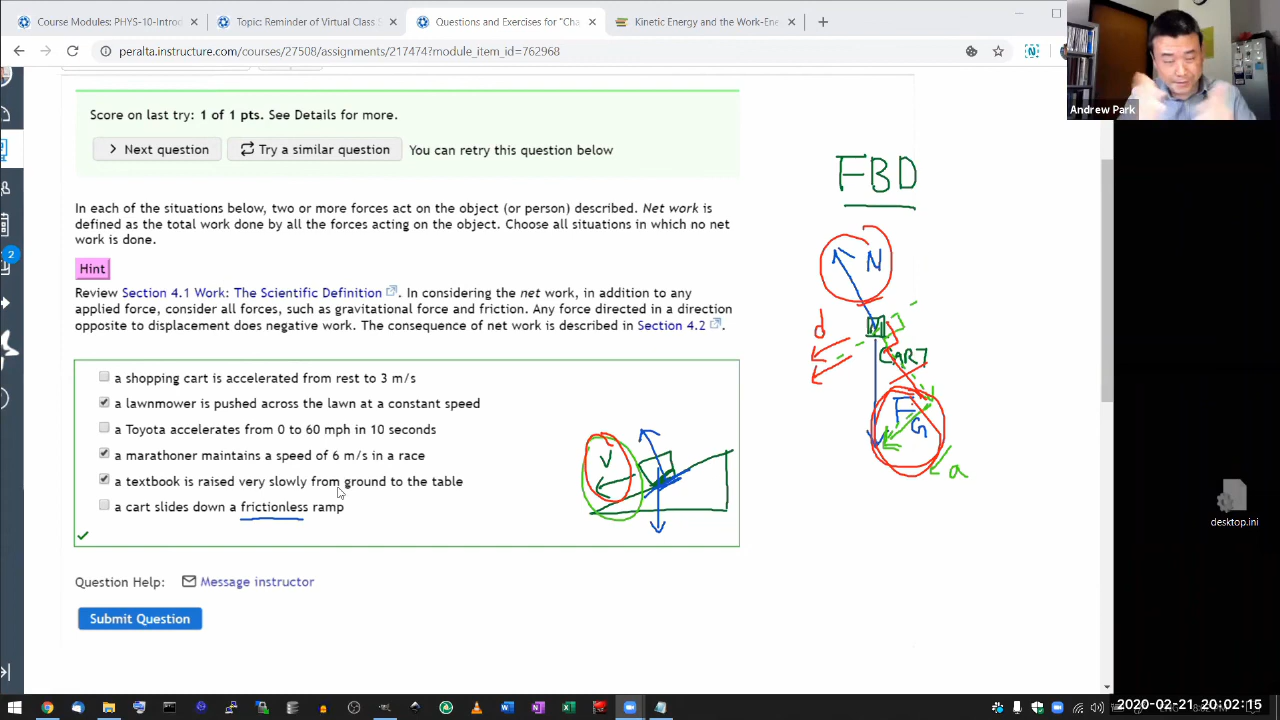 Course Modules: PHYS-10-Intro
Topic Reminder of Virtual Class S
Questions and Exercises for "Cha
Kinetic Energy and the Work-Ene
peralta.instructure.com/courses/27508/assignments/217474?module_item_id=762968
Andrew Park
Score on last try: 1 of 1 pts. See Details for more.
Next question
Try a similar question
You can retry this question below
In each of the situations below, two or more forces act on the object (or person) described. Net work is
defined as the total work done by all the forces acting on the object. Choose all situations in which no net
work is done.
Hint
Review Section 4.1 Work: The Scientific Definition. In considering the net work, in addition to any
applied force, consider all forces, such as gravitational force and friction. Any force directed in a direction
opposite to displacement does negative work. The consequence of net work is described in Section 4.2.
a shopping cart is accelerated from rest to 3 m/s
a lawnmower is pushed across the lawn at a constant speed
a Toyota accelerates from 0 to 60 mph in 10 seconds
a marathoner maintains a speed of 6 m/s in a race
a textbook is raised very slowly from ground to the table
a cart slides down a frictionless ramp
V
Question Help: Message instructor
Submit Question
FBD
N
d
CART
FG
a
2
desktop.ini
2020-02-21 20:02:15